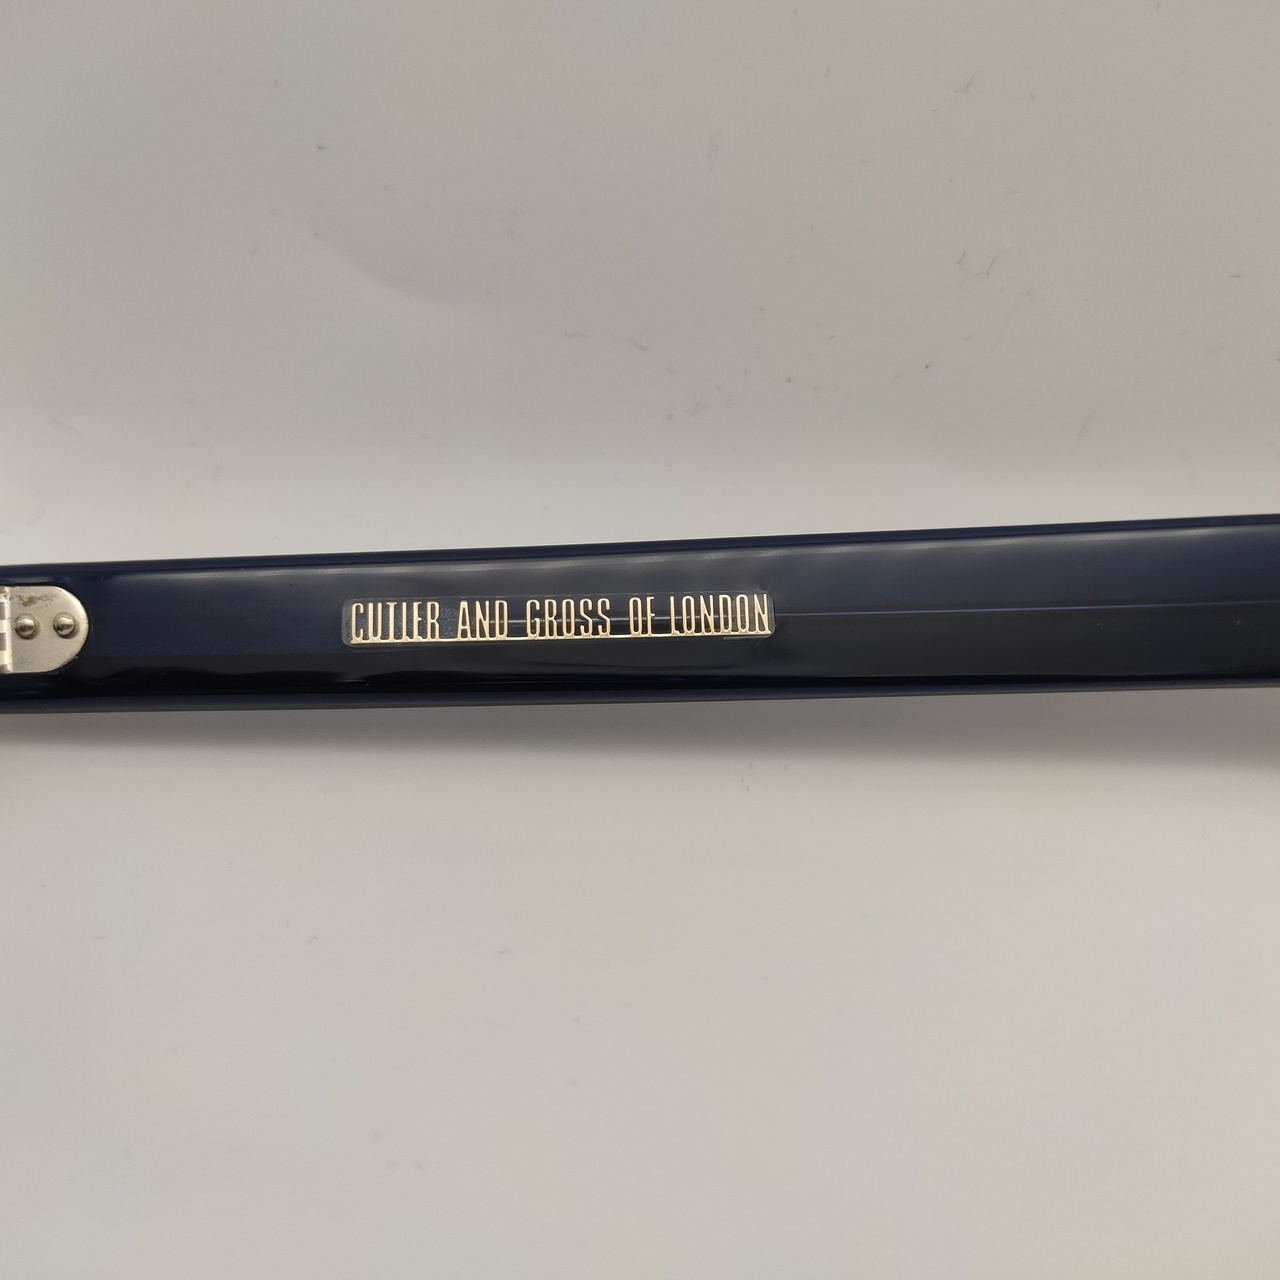 CUTLER AND GROSS OF LONDON